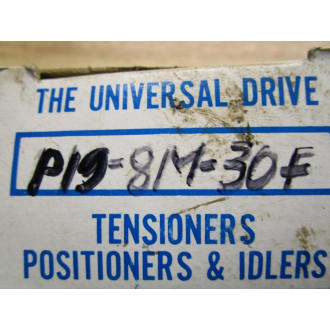 THE UNIVERSAL DRIVE
P19-8M-30F
TENSIONERS
POSITIONERS & IDLERS